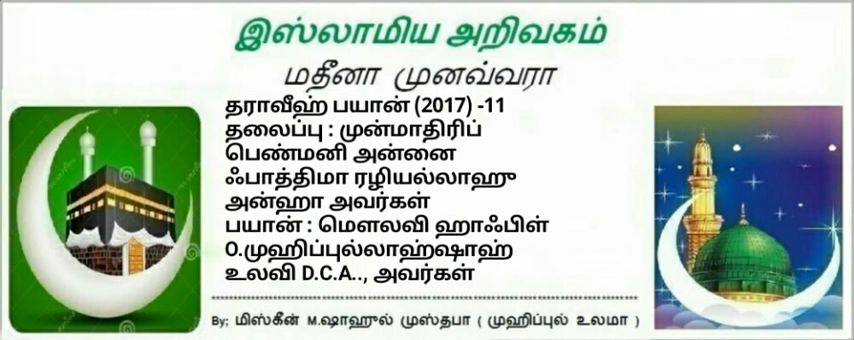 இஸ்லாமிய அறிவகம்
மதீனா முனவ்வரா
தராவீஹ் பயான் (2017) -11
தலைப்பு : முன்மாதிரிப்
பெண்மனி அன்னை
ஃபாத்திமா ரழியல்லாஹு
அன்ஹா அவர்கள்
பயான் : மௌலவி ஹாஃபிள்
O.முஹிப்புல்லாஹ்ஷாஹ்
உலவி D.C.A.., அவர்கள்
By; மிஸ்கீன் M.ஷாஹுல் முஸ்தபா ( முஹிப்புல் உலமா )